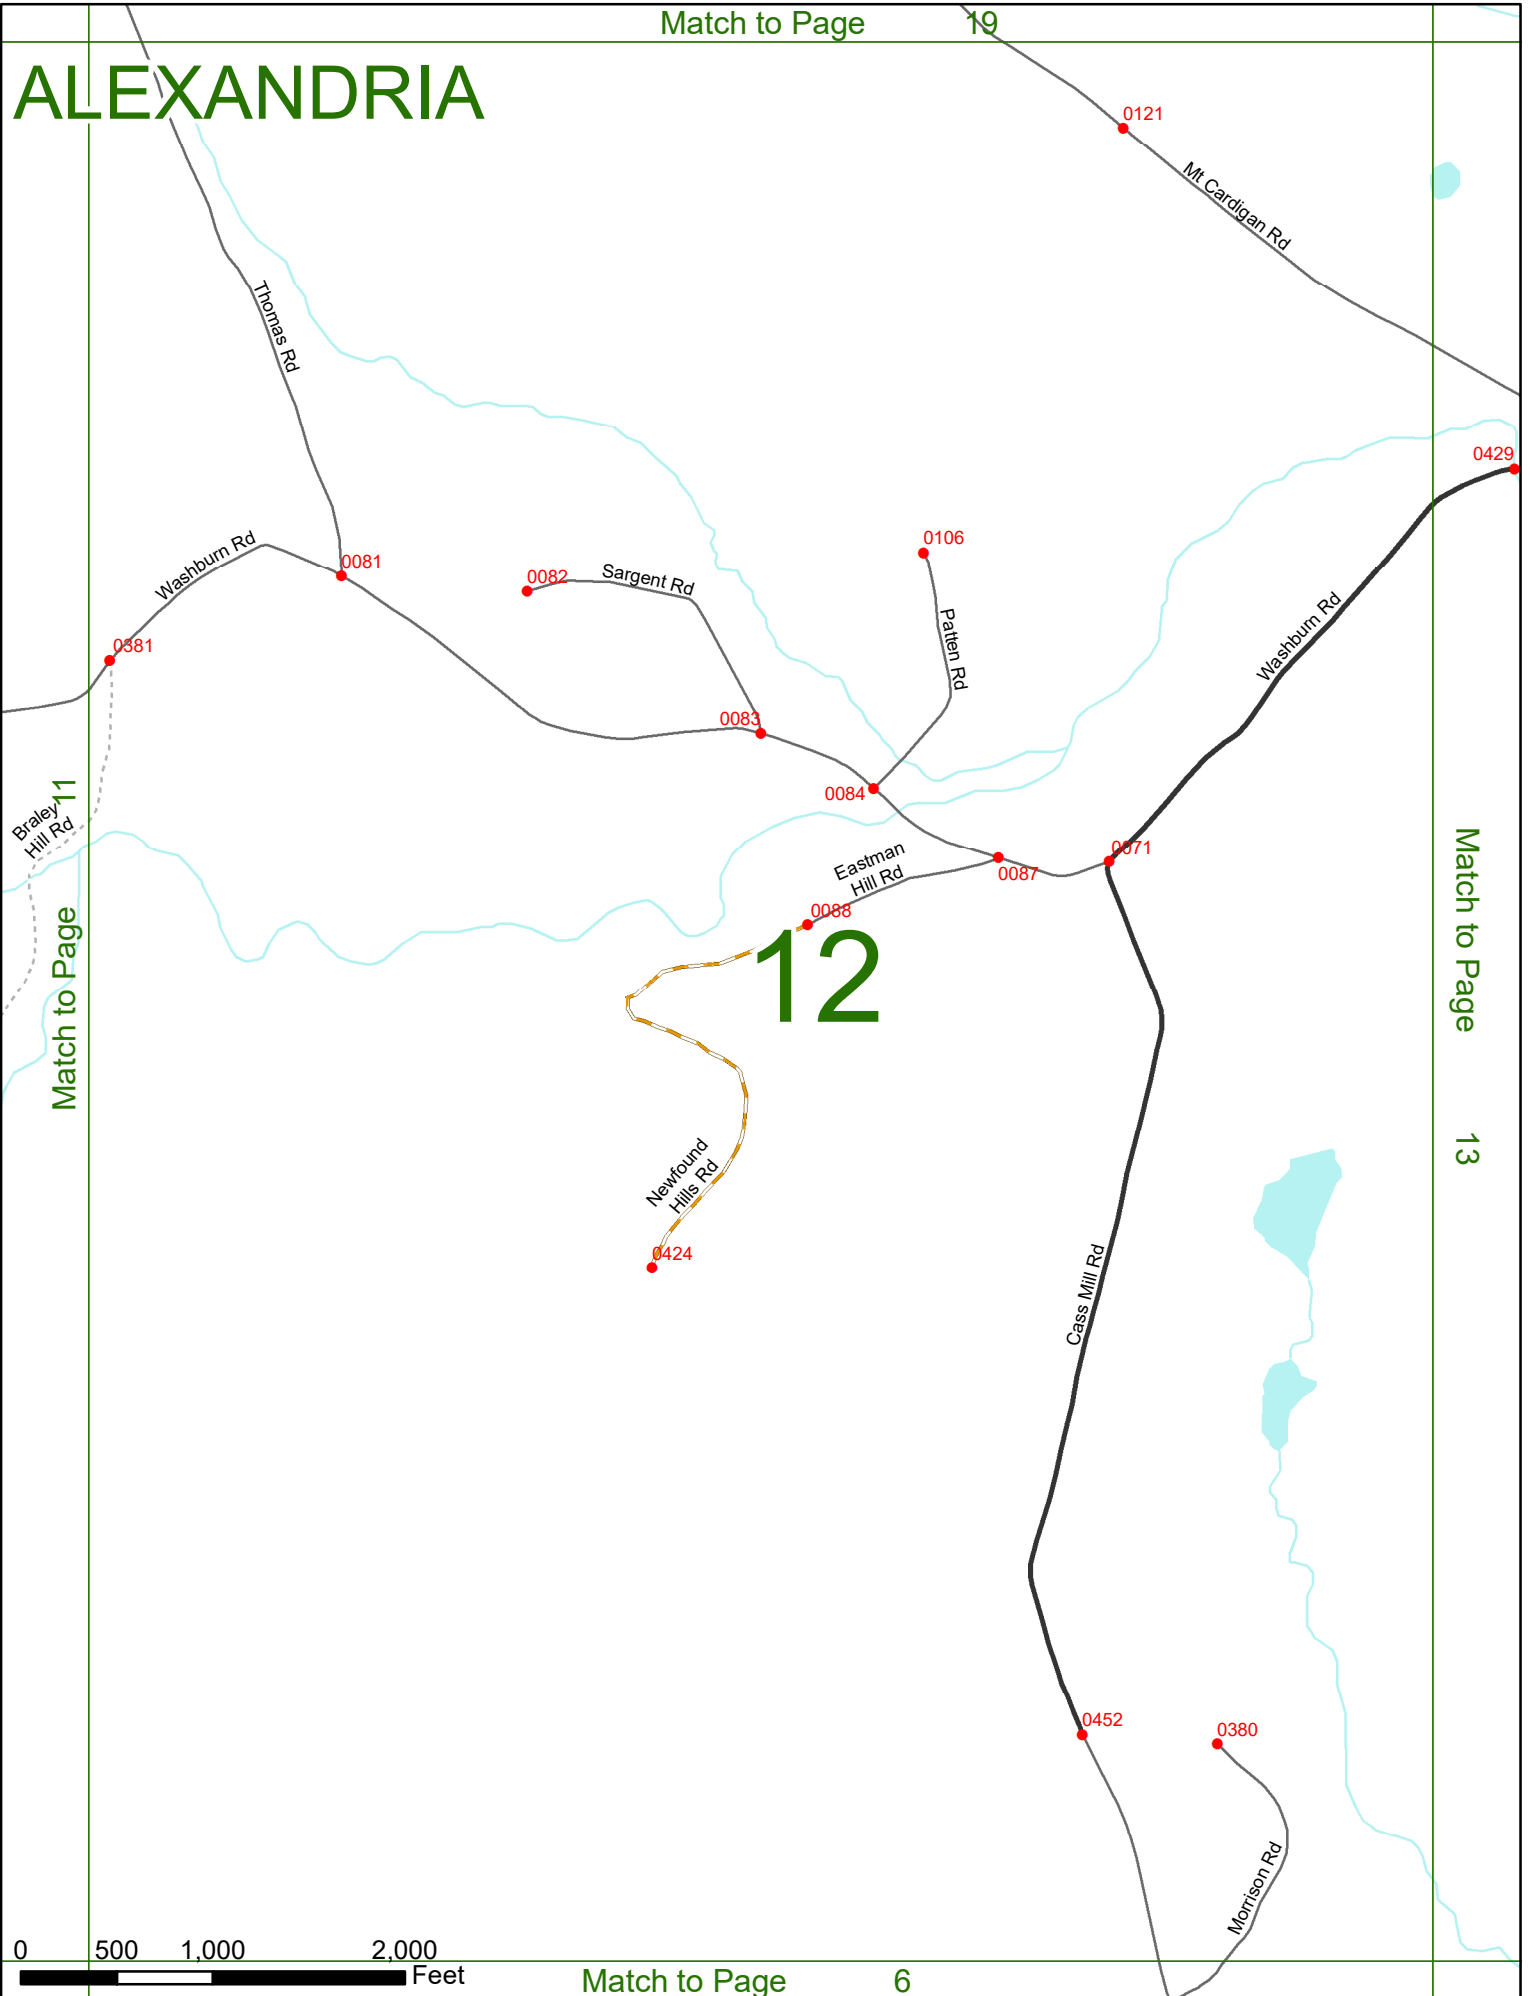 Match to Page 19
ALEXANDRIA
0121
Mt Cardigan Rd
Thomas Rd
0429
Washburn Rd
0081
0082
Sargent Rd
0106
Patten Rd
Washburn Rd
0381
0083
0084
Braley
Hill Rd
Match to Page 11
Eastman
Hill Rd
0087
0071
0088
12
Match to Page 13
Newfound
Hills Rd
0424
Cass Mill Rd
0452
0380
Morrison Rd
0 500 1,000 2,000
Feet
Match to Page 6